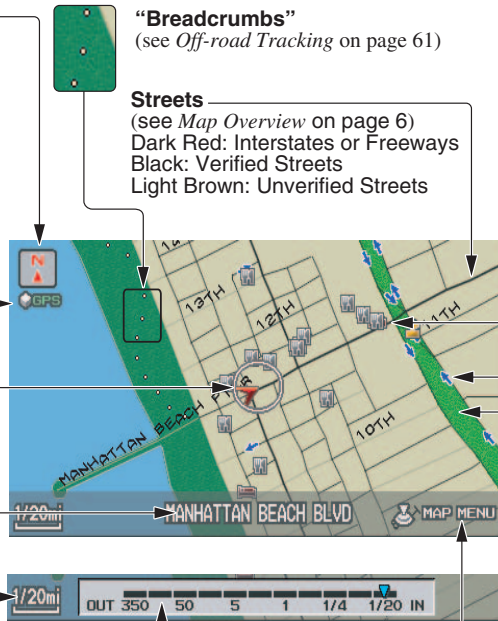 “Breadcrumbs”
(see Off-road Tracking on page 61)
Streets
(see Map Overview on page 6)
Dark Red: Interstates or Freeways
Black: Verified Streets
Light Brown: Unverified Streets
N
GPS
13TH
12TH
11TH
10TH
MANHATTAN BEACH PIER
1/20mi
MANHATTAN BEACH BLVD
MAP MENU
1/20mi
OUT 350 50 5 1 1/4 1/20 IN